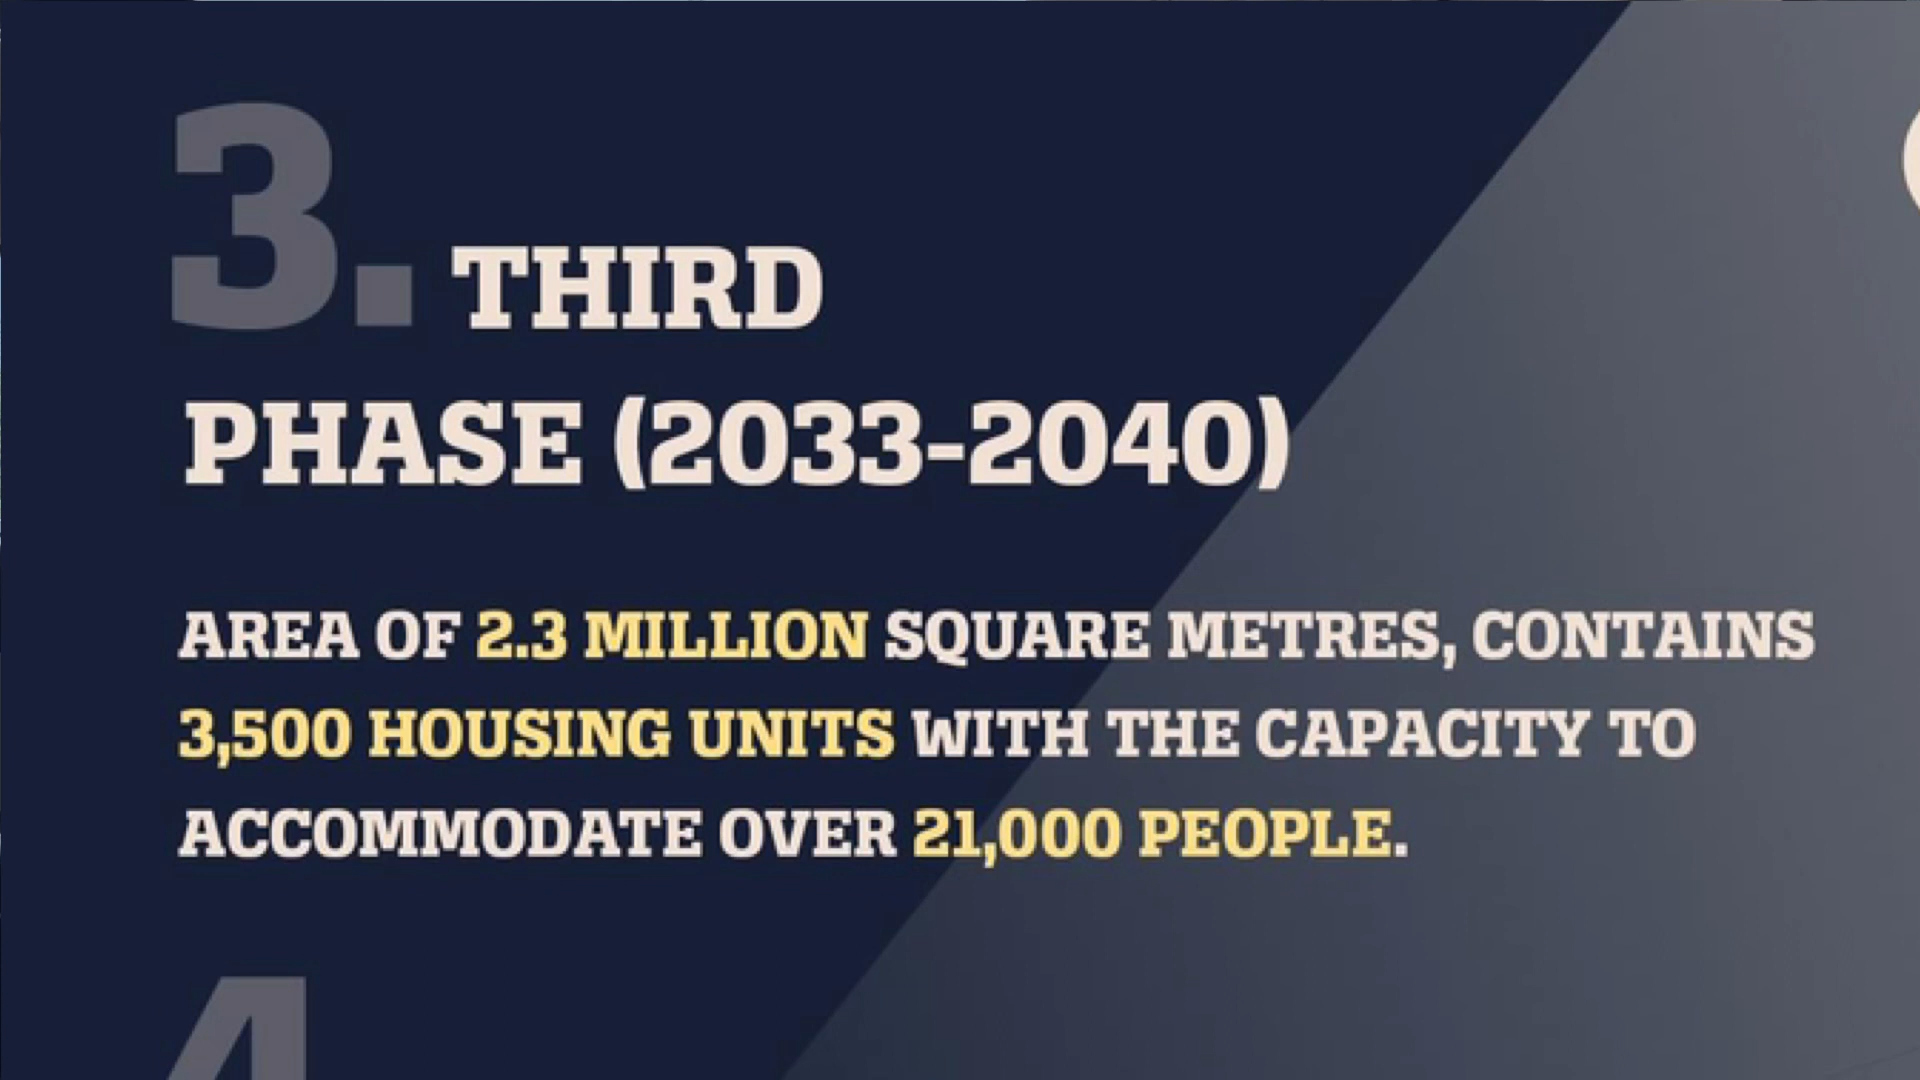 3. THIRD
PHASE (2033-2040)
AREA OF 2.3 MILLION SQUARE METRES, CONTAINS
3,500 HOUSING UNITS WITH THE CAPACITY TO
ACCOMMODATE OVER 21,000 PEOPLE.
4